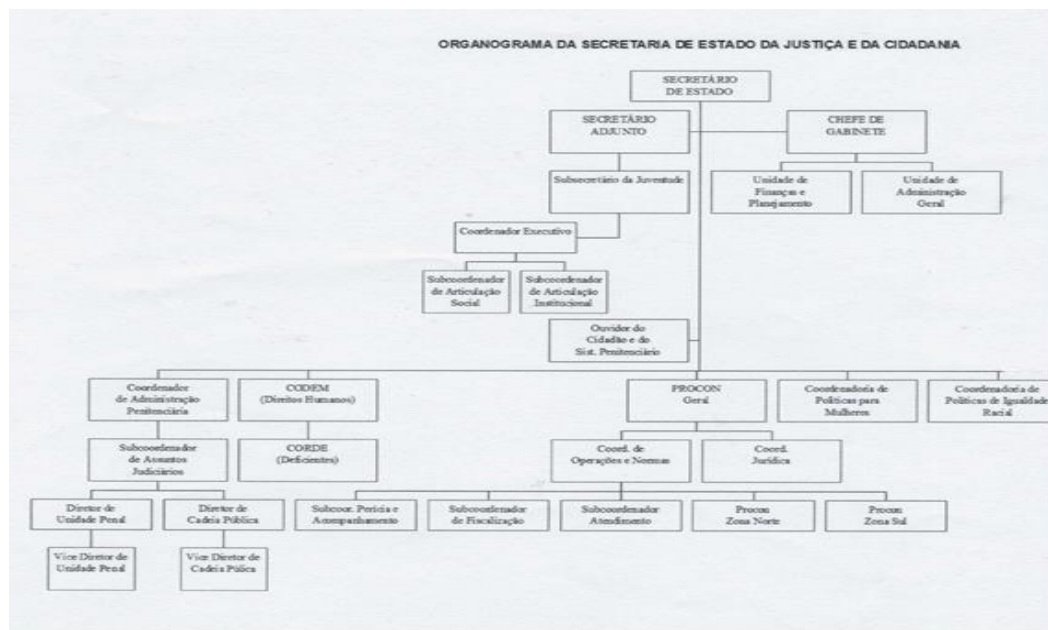 ORGANOGRAMA DA SECRETARIA DE ESTADO DA JUSTIÇA E DA CIDADANIA
SECRETÁRIO
DE ESTADO
SECRETÁRIO
ADJUNTO
CHEFE DE
GABINETE
Subsecretário da Juventude
Unidade de
Finanças e
Planejamento
Unidade de
Administração
Geral
Coordenador Executivo
Subcoordenador
de Articulação
Social
Subcoordenador
de Articulação
Institucional
Ouvidor do
Cidadão e do
Sist. Penitenciário
Coordenador
de Administração
Penitenciária
CODEM
(Direitos Humanos)
PROCON
Geral
Coordenadoria de
Políticas para
Mulheres
Coordenadoria de
Políticas de Igualdade
Racial
Subcoordenador
de Assuntos
Judiciários
CORDE
(Deficientes)
Coord. de
Operações e Normas
Coord.
Jurídica
Diretor de
Unidade Penal
Diretor de
Cadeia Pública
Subcoor. Perícia e
Acompanhamento
Subcoordenador
de Fiscalização
Subcoordenador
Atendimento
Procon
Zona Norte
Procon
Zona Sul
Vice Diretor de
Unidade Penal
Vice Diretor de
Cadeia Púlica